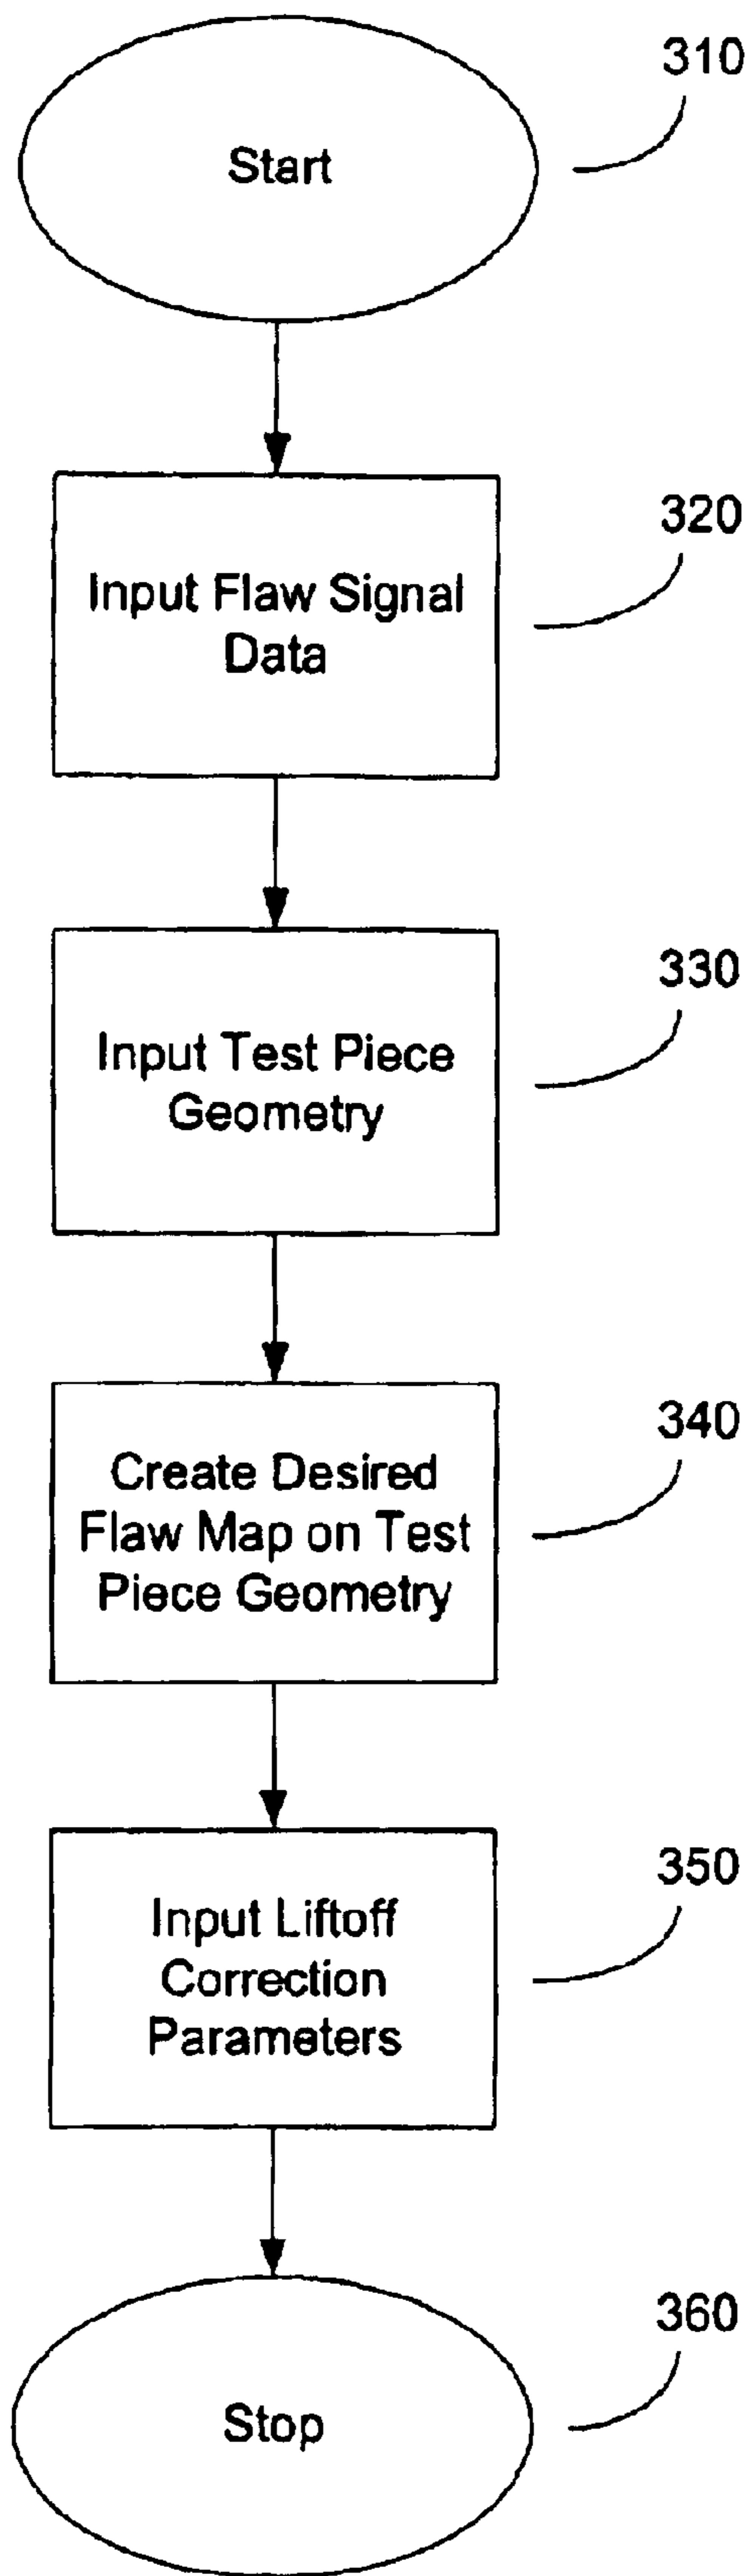 310
Start
320
Input Flaw Signal
Data
330
Input Test Piece
Geometry
340
Create Desired
Flaw Map on Test
Piece Geometry
350
Input Liftoff
Correction
Parameters
360
Stop